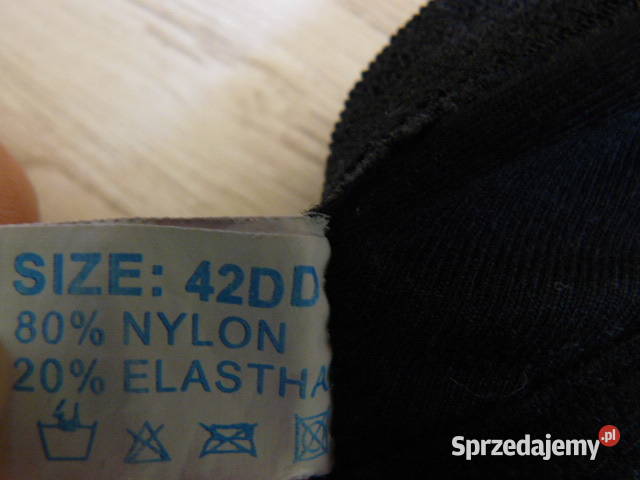 SIZE: 42DD
80% NYLON
20% ELASTHA
Sprzedajemy.pl